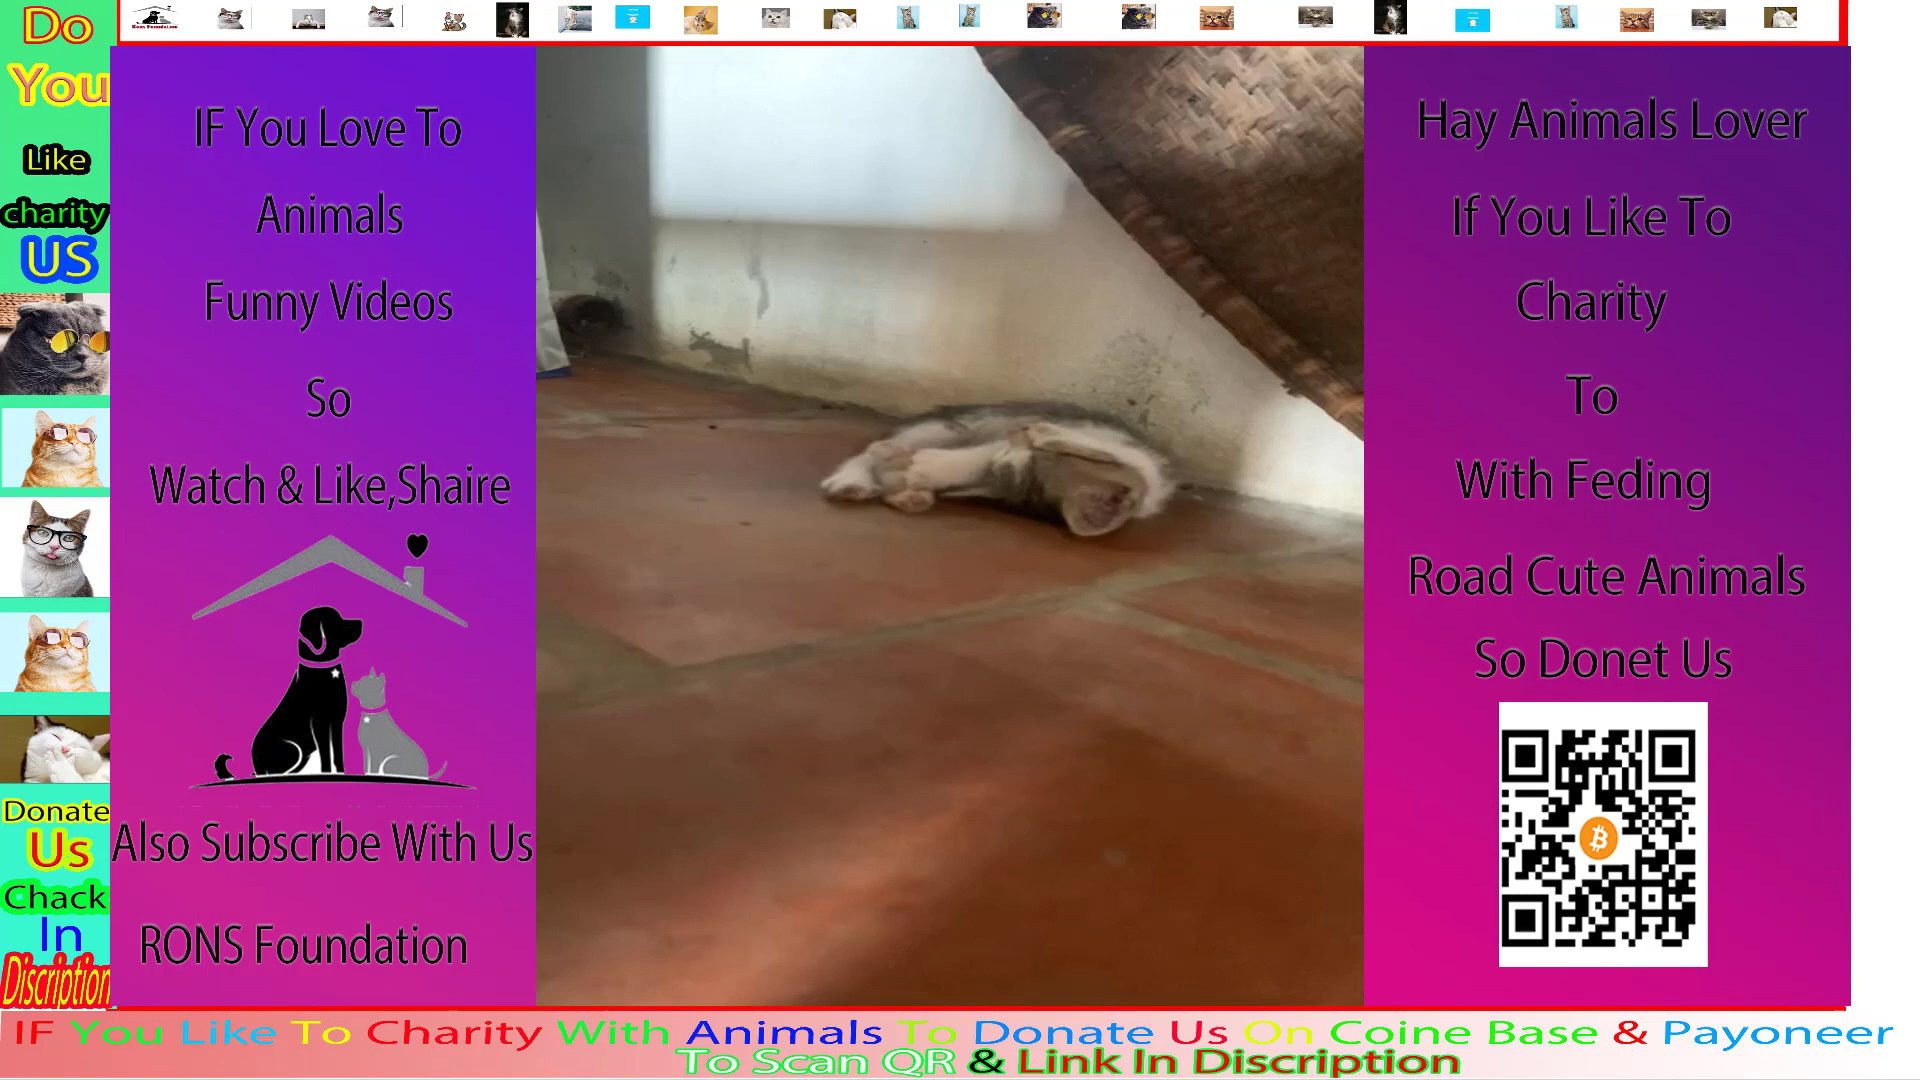 Do
You
Like
charity
US
Donate
Us
Chack
In
Discription
IF You Love To
Animals
Funny Videos
So
Watch & Like,Shaire
Also Subscribe With Us
RONS Foundation
Hay Animals Lover
If You Like To
Charity
To
With Feding
Road Cute Animals
So Donet Us
IF You Like To Charity With Animals To Donate Us On Coine Base & Payoneer
To Scan QR & Link In Discription